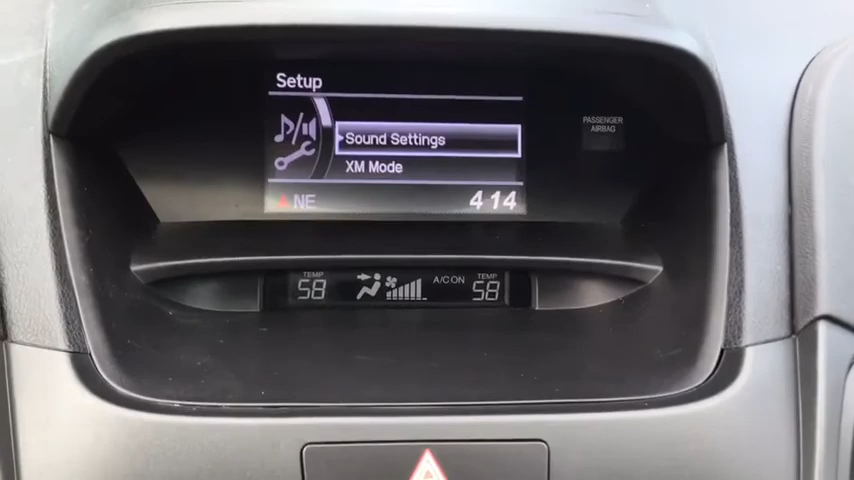 Setup
Sound Settings
XM Mode
NE
4:14
PASSENGER
AIRBAG
TEMP
58
A/C ON
TEMP
58